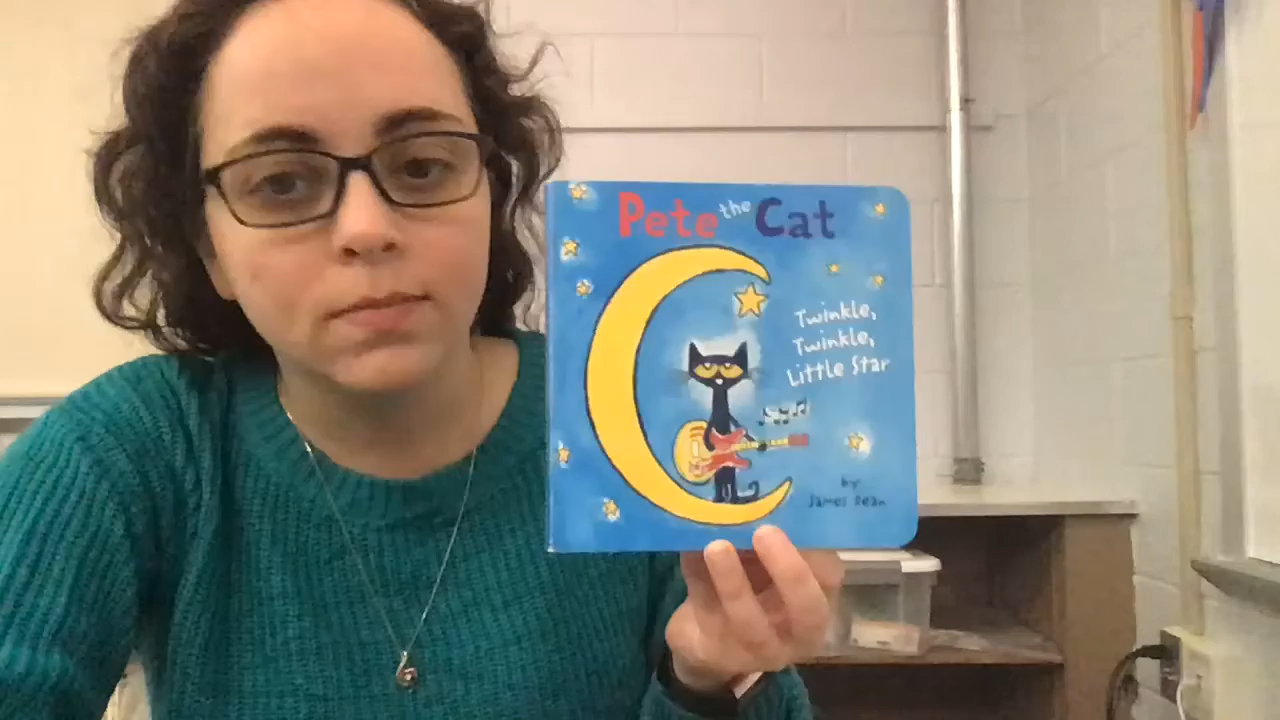 Pete the Cat
Twinkle,
Twinkle,
Little Star
by
James Dean